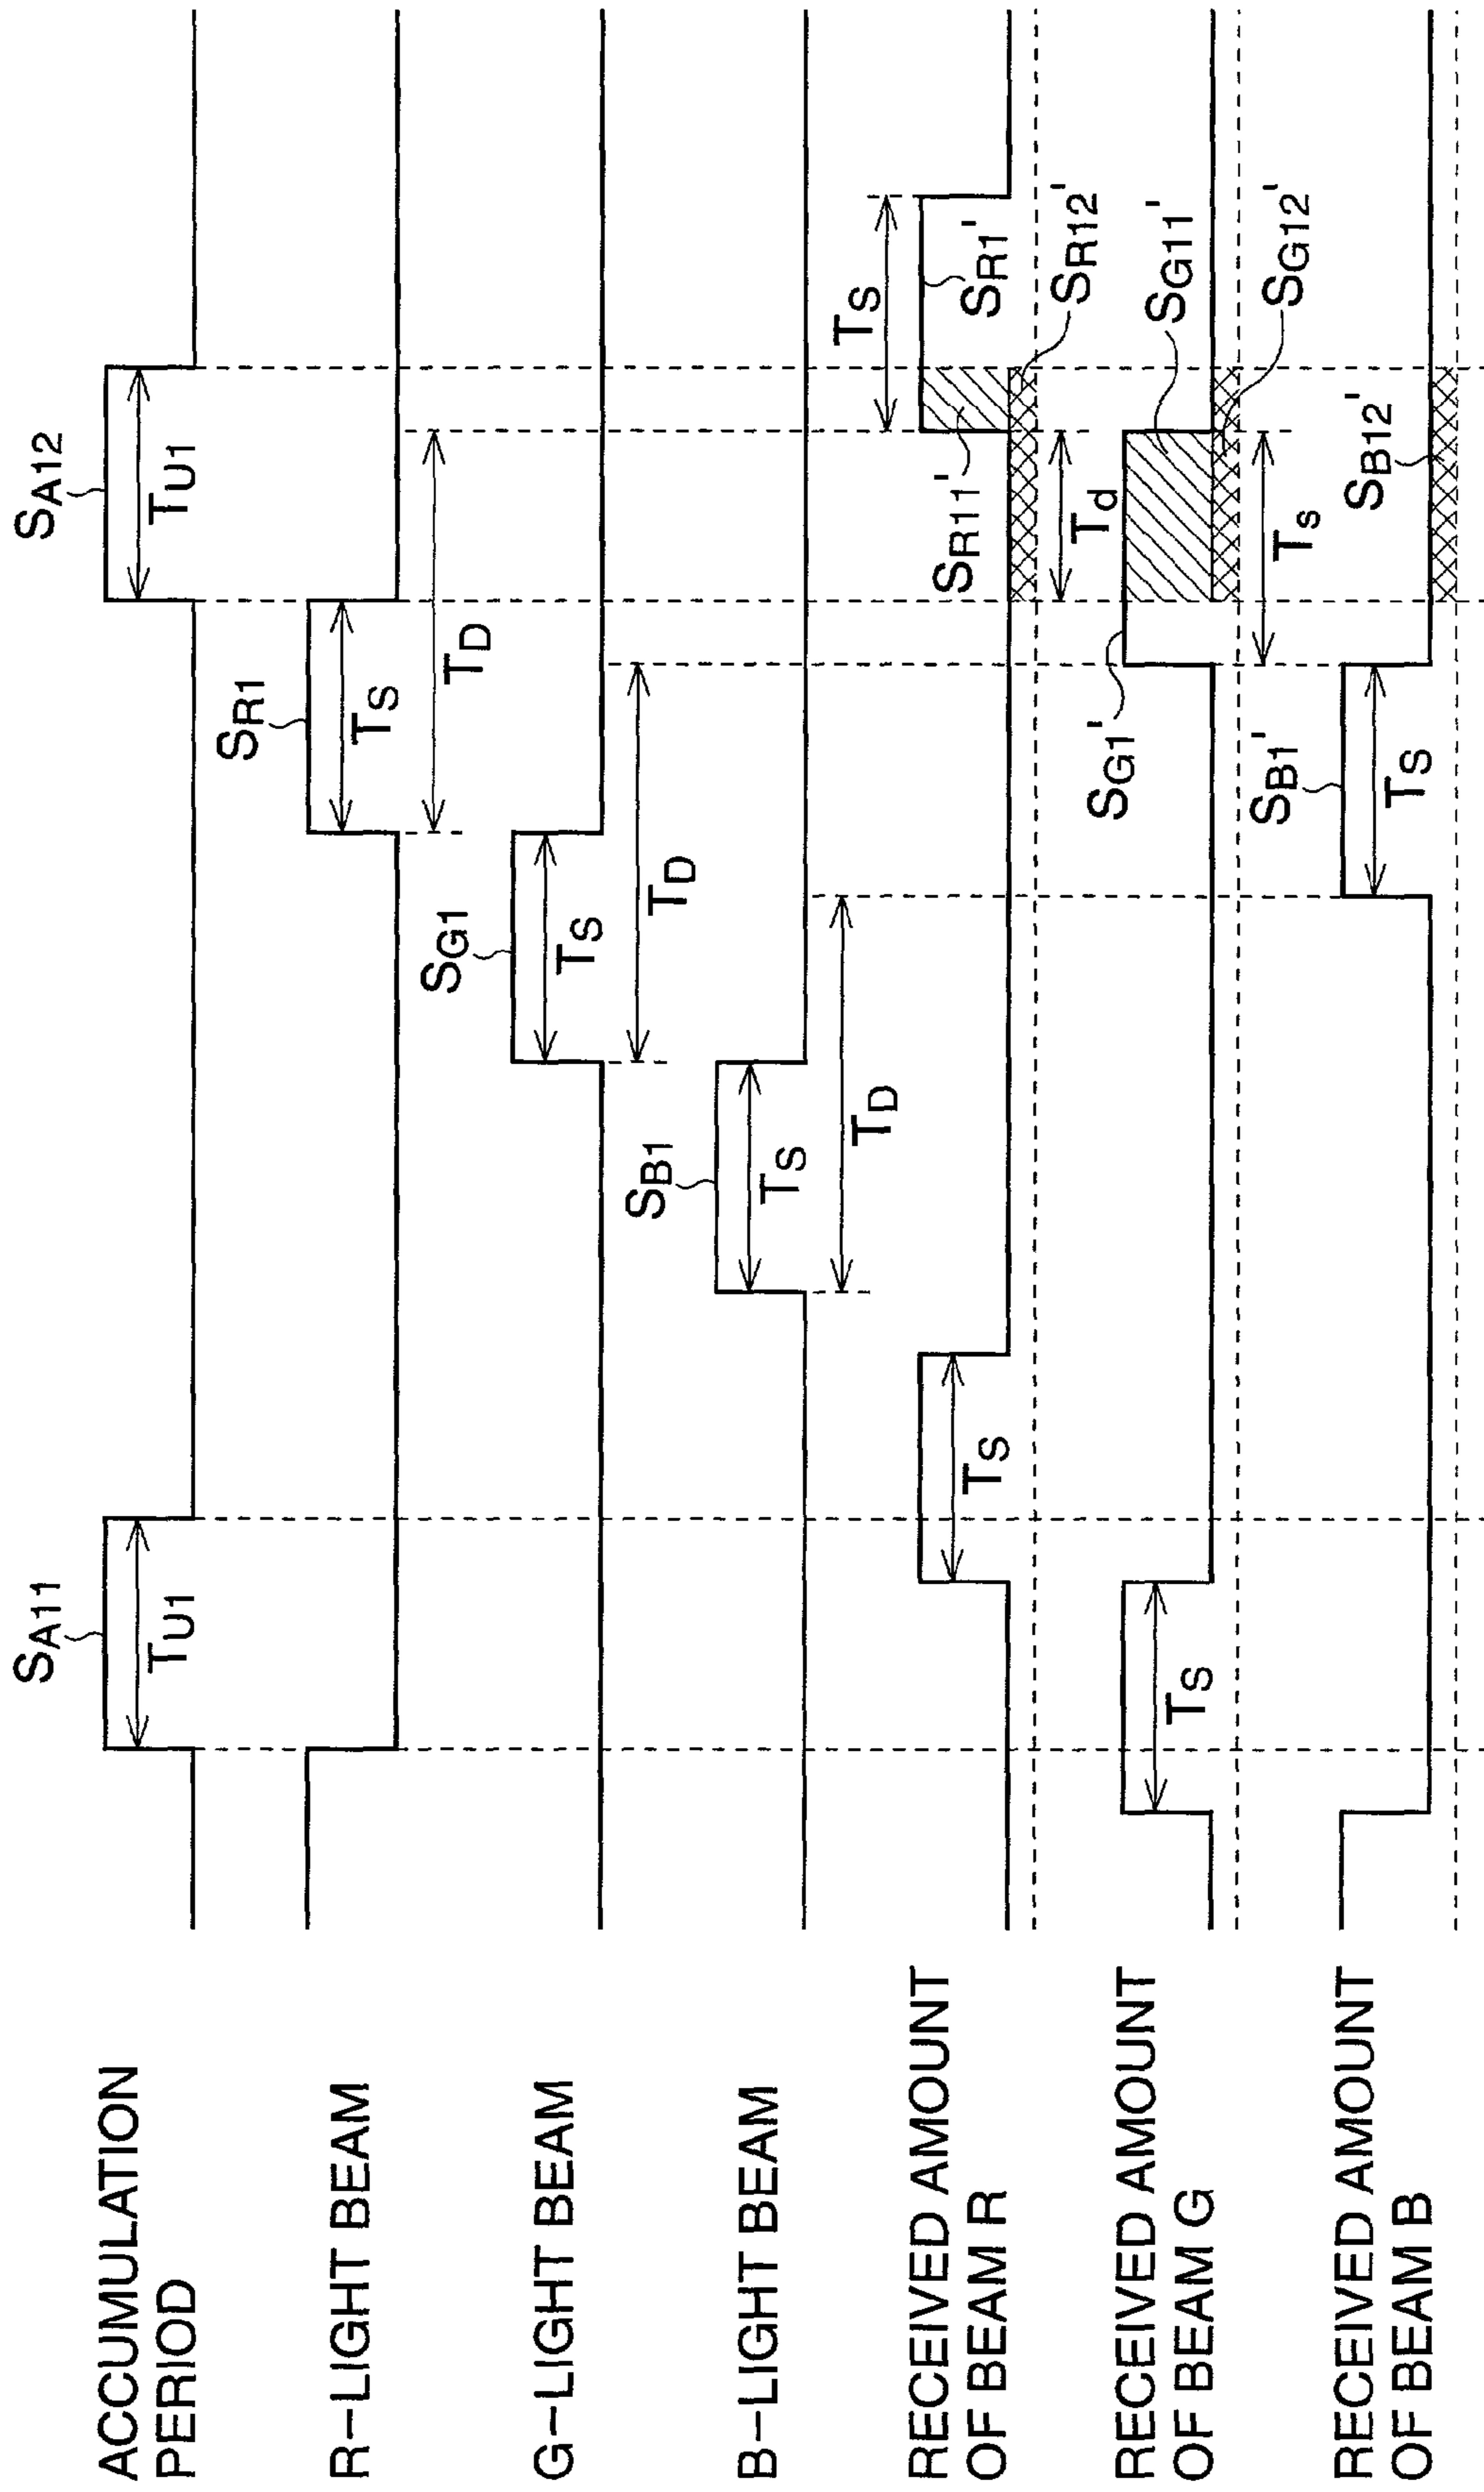 ACCUMULATION
PERIOD
SA11
TU1
SA12
TU1
R-LIGHT BEAM
SR1
TS
TD
G-LIGHT BEAM
SG1
TS
TD
B-LIGHT BEAM
SB1
TS
TD
RECEIVED AMOUNT
OF BEAM R
TS
TS
SR11'
SR1'
SR12'
Td
RECEIVED AMOUNT
OF BEAM G
TS
SG1'
SG11'
SG12'
Ts
RECEIVED AMOUNT
OF BEAM B
SB1'
TS
SB12'